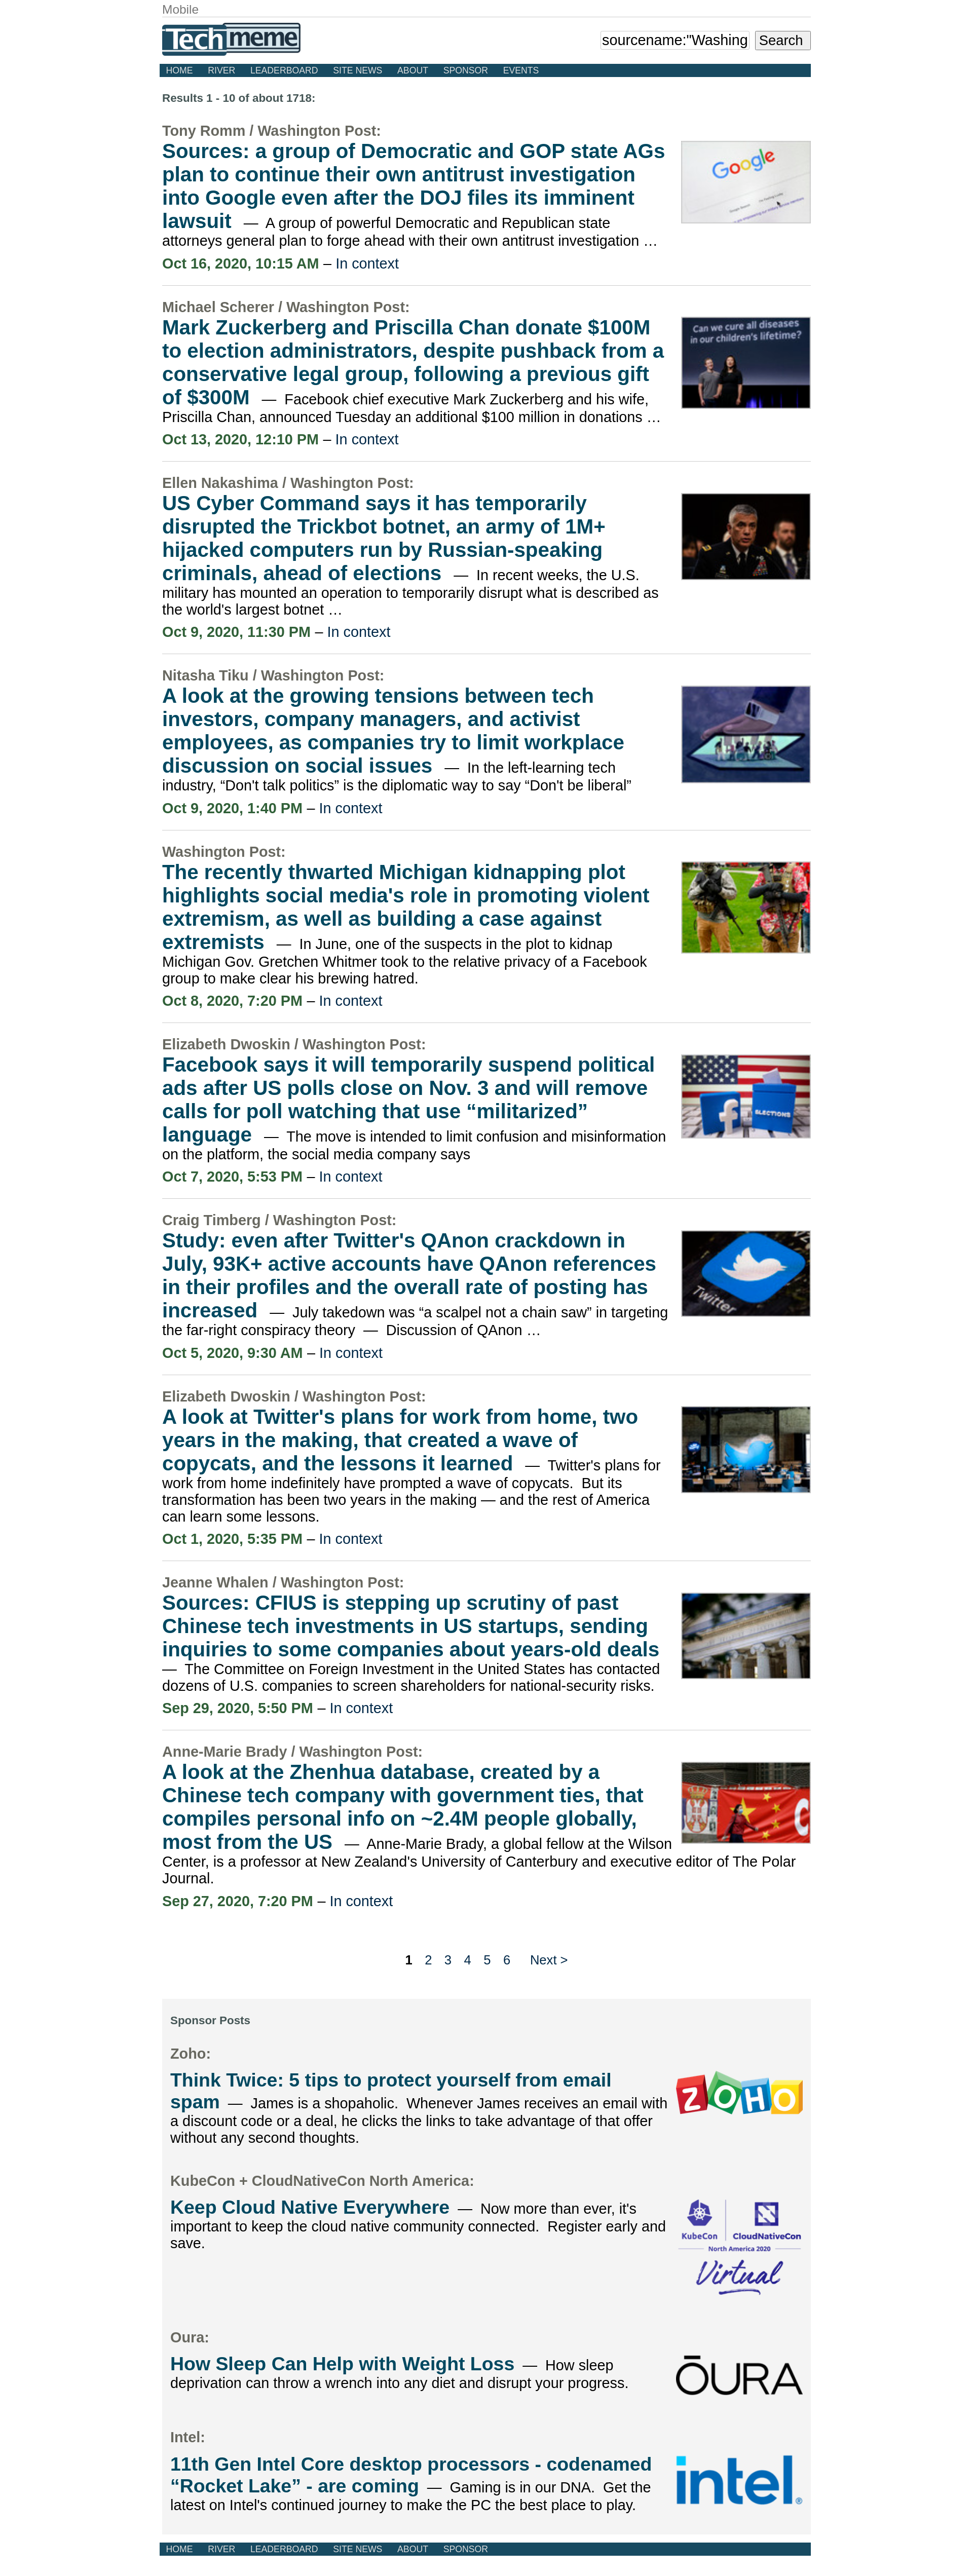 Mobile
Techmeme
sourcename:"Washing
Search
HOME RIVER LEADERBOARD SITE NEWS ABOUT SPONSOR EVENTS
Results 1 - 10 of about 1718:
Tony Romm / Washington Post:
Sources: a group of Democratic and GOP state AGs
plan to continue their own antitrust investigation
into Google even after the DOJ files its imminent
lawsuit — A group of powerful Democratic and Republican state
attorneys general plan to forge ahead with their own antitrust investigation …
Google
Oct 16, 2020, 10:15 AM – In context
Michael Scherer / Washington Post:
Mark Zuckerberg and Priscilla Chan donate $100M
to election administrators, despite pushback from a
conservative legal group, following a previous gift
of $300M — Facebook chief executive Mark Zuckerberg and his wife,
Priscilla Chan, announced Tuesday an additional $100 million in donations …
Can we cure all diseases
in our children's lifetime?
Oct 13, 2020, 12:10 PM – In context
Ellen Nakashima / Washington Post:
US Cyber Command says it has temporarily
disrupted the Trickbot botnet, an army of 1M+
hijacked computers run by Russian-speaking
criminals, ahead of elections — In recent weeks, the U.S.
military has mounted an operation to temporarily disrupt what is described as
the world's largest botnet …
Oct 9, 2020, 11:30 PM – In context
Nitasha Tiku / Washington Post:
A look at the growing tensions between tech
investors, company managers, and activist
employees, as companies try to limit workplace
discussion on social issues — In the left-learning tech
industry, “Don't talk politics” is the diplomatic way to say “Don't be liberal”
Oct 9, 2020, 1:40 PM – In context
Washington Post:
The recently thwarted Michigan kidnapping plot
highlights social media's role in promoting violent
extremism, as well as building a case against
extremists — In June, one of the suspects in the plot to kidnap
Michigan Gov. Gretchen Whitmer took to the relative privacy of a Facebook
group to make clear his brewing hatred.
Oct 8, 2020, 7:20 PM – In context
Elizabeth Dwoskin / Washington Post:
Facebook says it will temporarily suspend political
ads after US polls close on Nov. 3 and will remove
calls for poll watching that use “militarized”
language — The move is intended to limit confusion and misinformation
on the platform, the social media company says
ELECTIONS
Oct 7, 2020, 5:53 PM – In context
Craig Timberg / Washington Post:
Study: even after Twitter's QAnon crackdown in
July, 93K+ active accounts have QAnon references
in their profiles and the overall rate of posting has
increased — July takedown was “a scalpel not a chain saw” in targeting
the far-right conspiracy theory — Discussion of QAnon …
Twitter
Oct 5, 2020, 9:30 AM – In context
Elizabeth Dwoskin / Washington Post:
A look at Twitter's plans for work from home, two
years in the making, that created a wave of
copycats, and the lessons it learned — Twitter's plans for
work from home indefinitely have prompted a wave of copycats. But its
transformation has been two years in the making — and the rest of America
can learn some lessons.
Oct 1, 2020, 5:35 PM – In context
Jeanne Whalen / Washington Post:
Sources: CFIUS is stepping up scrutiny of past
Chinese tech investments in US startups, sending
inquiries to some companies about years-old deals
— The Committee on Foreign Investment in the United States has contacted
dozens of U.S. companies to screen shareholders for national-security risks.
Sep 29, 2020, 5:50 PM – In context
Anne-Marie Brady / Washington Post:
A look at the Zhenhua database, created by a
Chinese tech company with government ties, that
compiles personal info on ~2.4M people globally,
most from the US — Anne-Marie Brady, a global fellow at the Wilson
Center, is a professor at New Zealand's University of Canterbury and executive editor of The Polar
Journal.
Sep 27, 2020, 7:20 PM – In context
1 2 3 4 5 6 Next >
Sponsor Posts
Zoho:
Think Twice: 5 tips to protect yourself from email
spam — James is a shopaholic. Whenever James receives an email with
a discount code or a deal, he clicks the links to take advantage of that offer
without any second thoughts.
ZOHO
KubeCon + CloudNativeCon North America:
Keep Cloud Native Everywhere — Now more than ever, it's
important to keep the cloud native community connected. Register early and
save.
KubeCon CloudNativeCon
North America 2020
Virtual
Oura:
How Sleep Can Help with Weight Loss — How sleep
deprivation can throw a wrench into any diet and disrupt your progress.
ŌURA
Intel:
11th Gen Intel Core desktop processors - codenamed
“Rocket Lake” - are coming — Gaming is in our DNA. Get the
latest on Intel's continued journey to make the PC the best place to play.
intel®
HOME RIVER LEADERBOARD SITE NEWS ABOUT SPONSOR